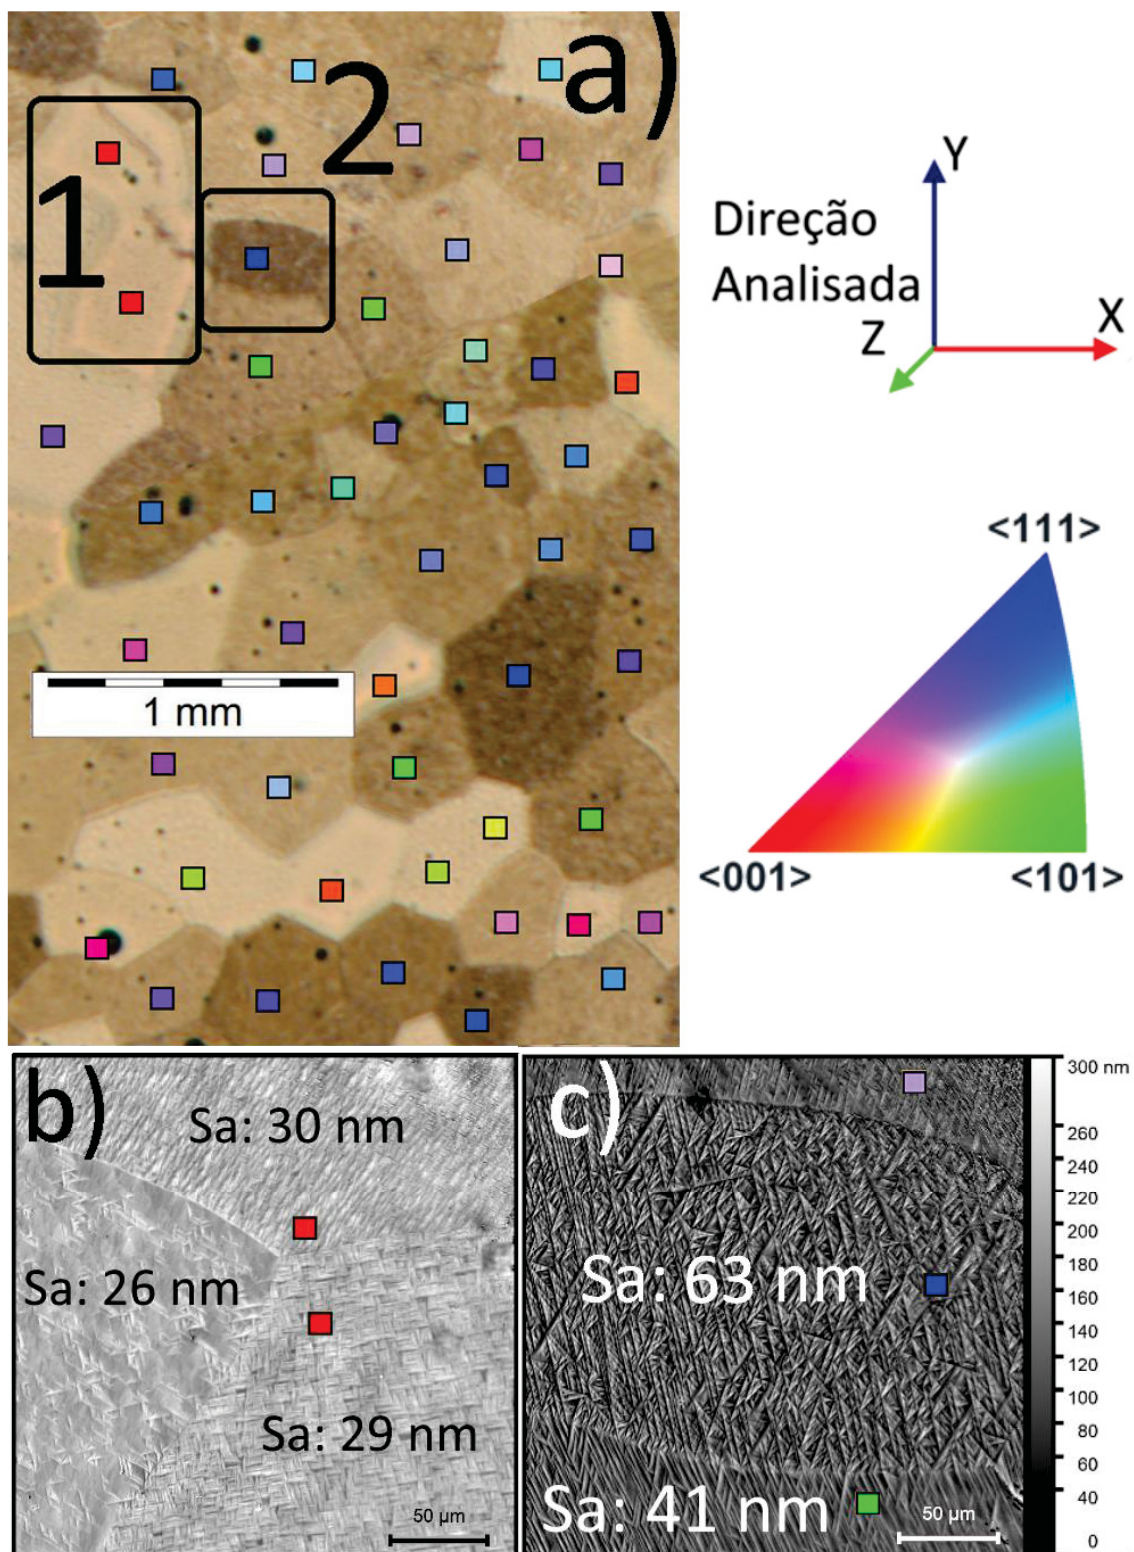 a)
1
2
1 mm
Y
Direção
Analisada
Z
X
<111>
<001>
<101>
b)
Sa: 30 nm
Sa: 26 nm
Sa: 29 nm
50 µm
c)
Sa: 63 nm
Sa: 41 nm
50 µm
300 nm
260
240
220
200
180
160
140
120
100
80
60
40
0